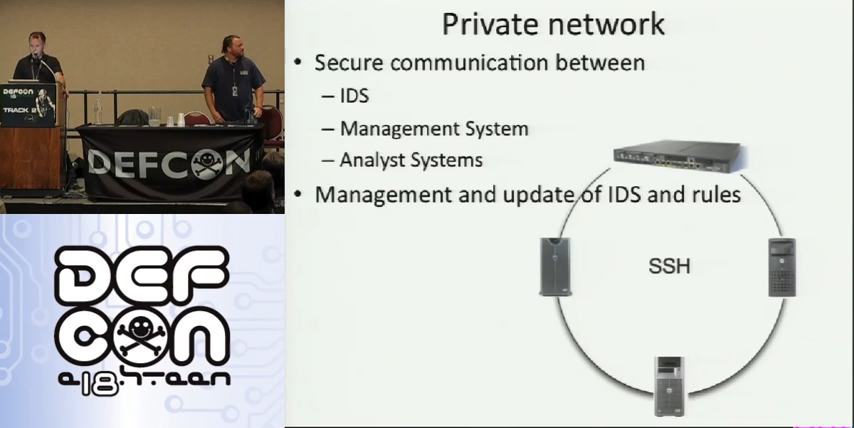 DEFCON
TRACK 2
DEFCON
DEF
CON
e18hteen
Private network
• Secure communication between
– IDS
– Management System
– Analyst Systems
• Management and update of IDS and rules
SSH